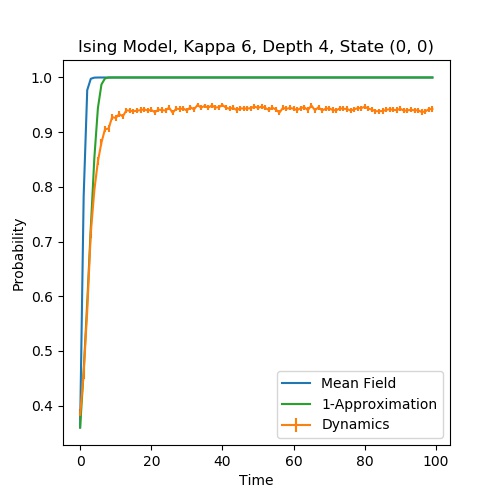 Ising Model, Kappa 6, Depth 4, State (0, 0)
1.0
0.9
0.8
0.7
0.6
0.5
0.4
Probability
0 20 40 60 80 100
Time
Mean Field
1-Approximation
Dynamics